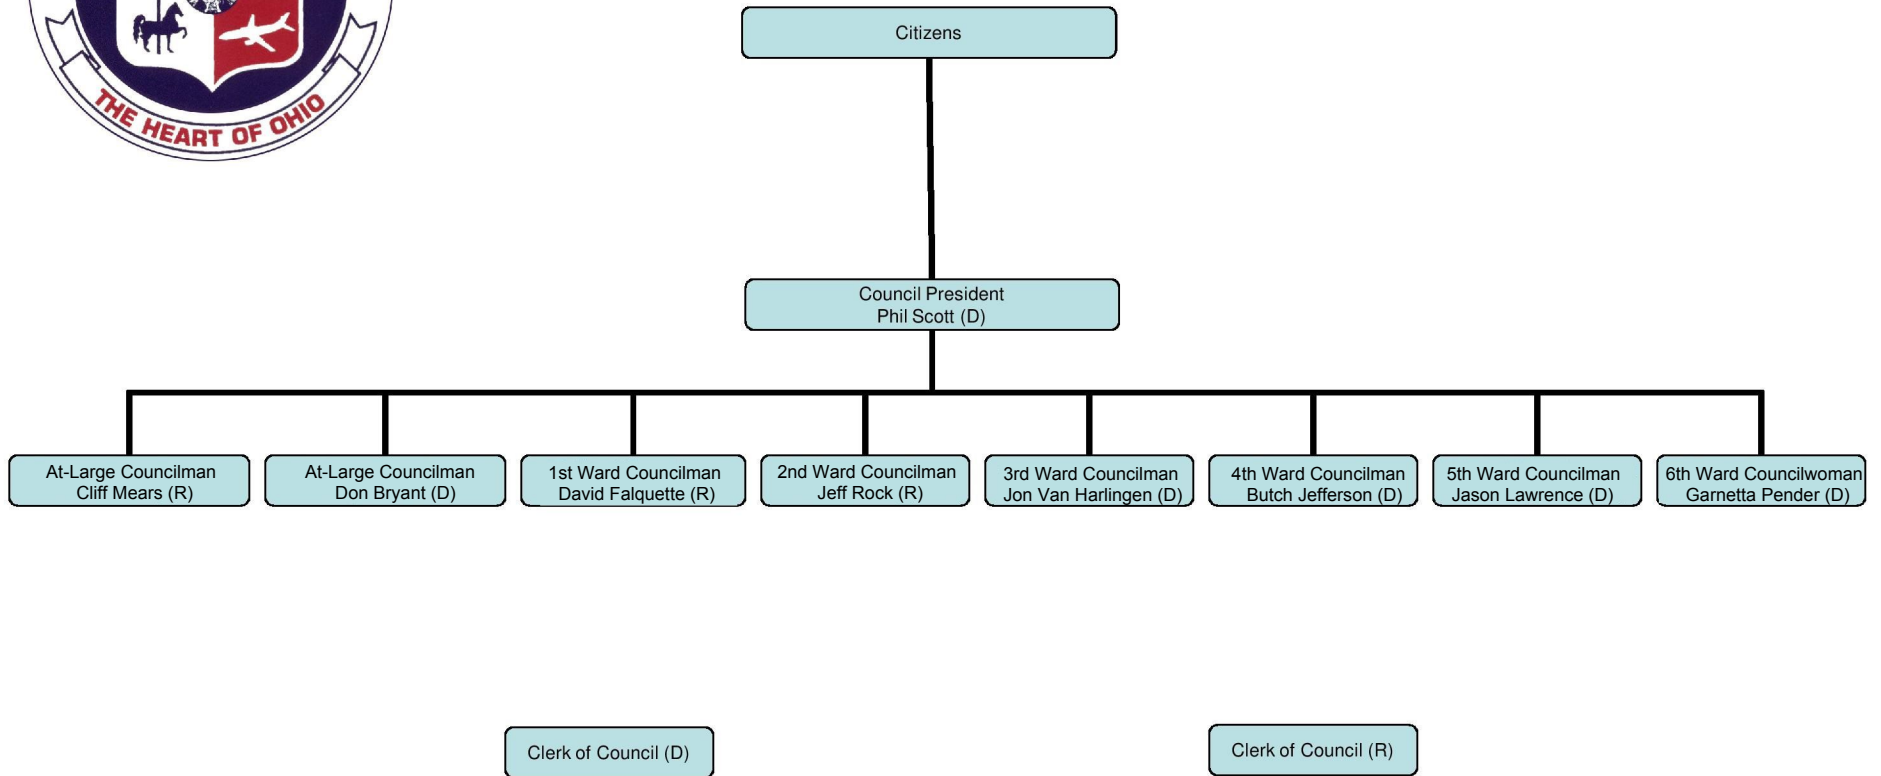 THE HEART OF OHIO
Citizens
Council President
Phil Scott (D)
At-Large Councilman
Cliff Mears (R)
At-Large Councilman
Don Bryant (D)
1st Ward Councilman
David Falquette (R)
2nd Ward Councilman
Jeff Rock (R)
3rd Ward Councilman
Jon Van Harlingen (D)
4th Ward Councilman
Butch Jefferson (D)
5th Ward Councilman
Jason Lawrence (D)
6th Ward Councilwoman
Garnetta Pender (D)
Clerk of Council (D)
Clerk of Council (R)